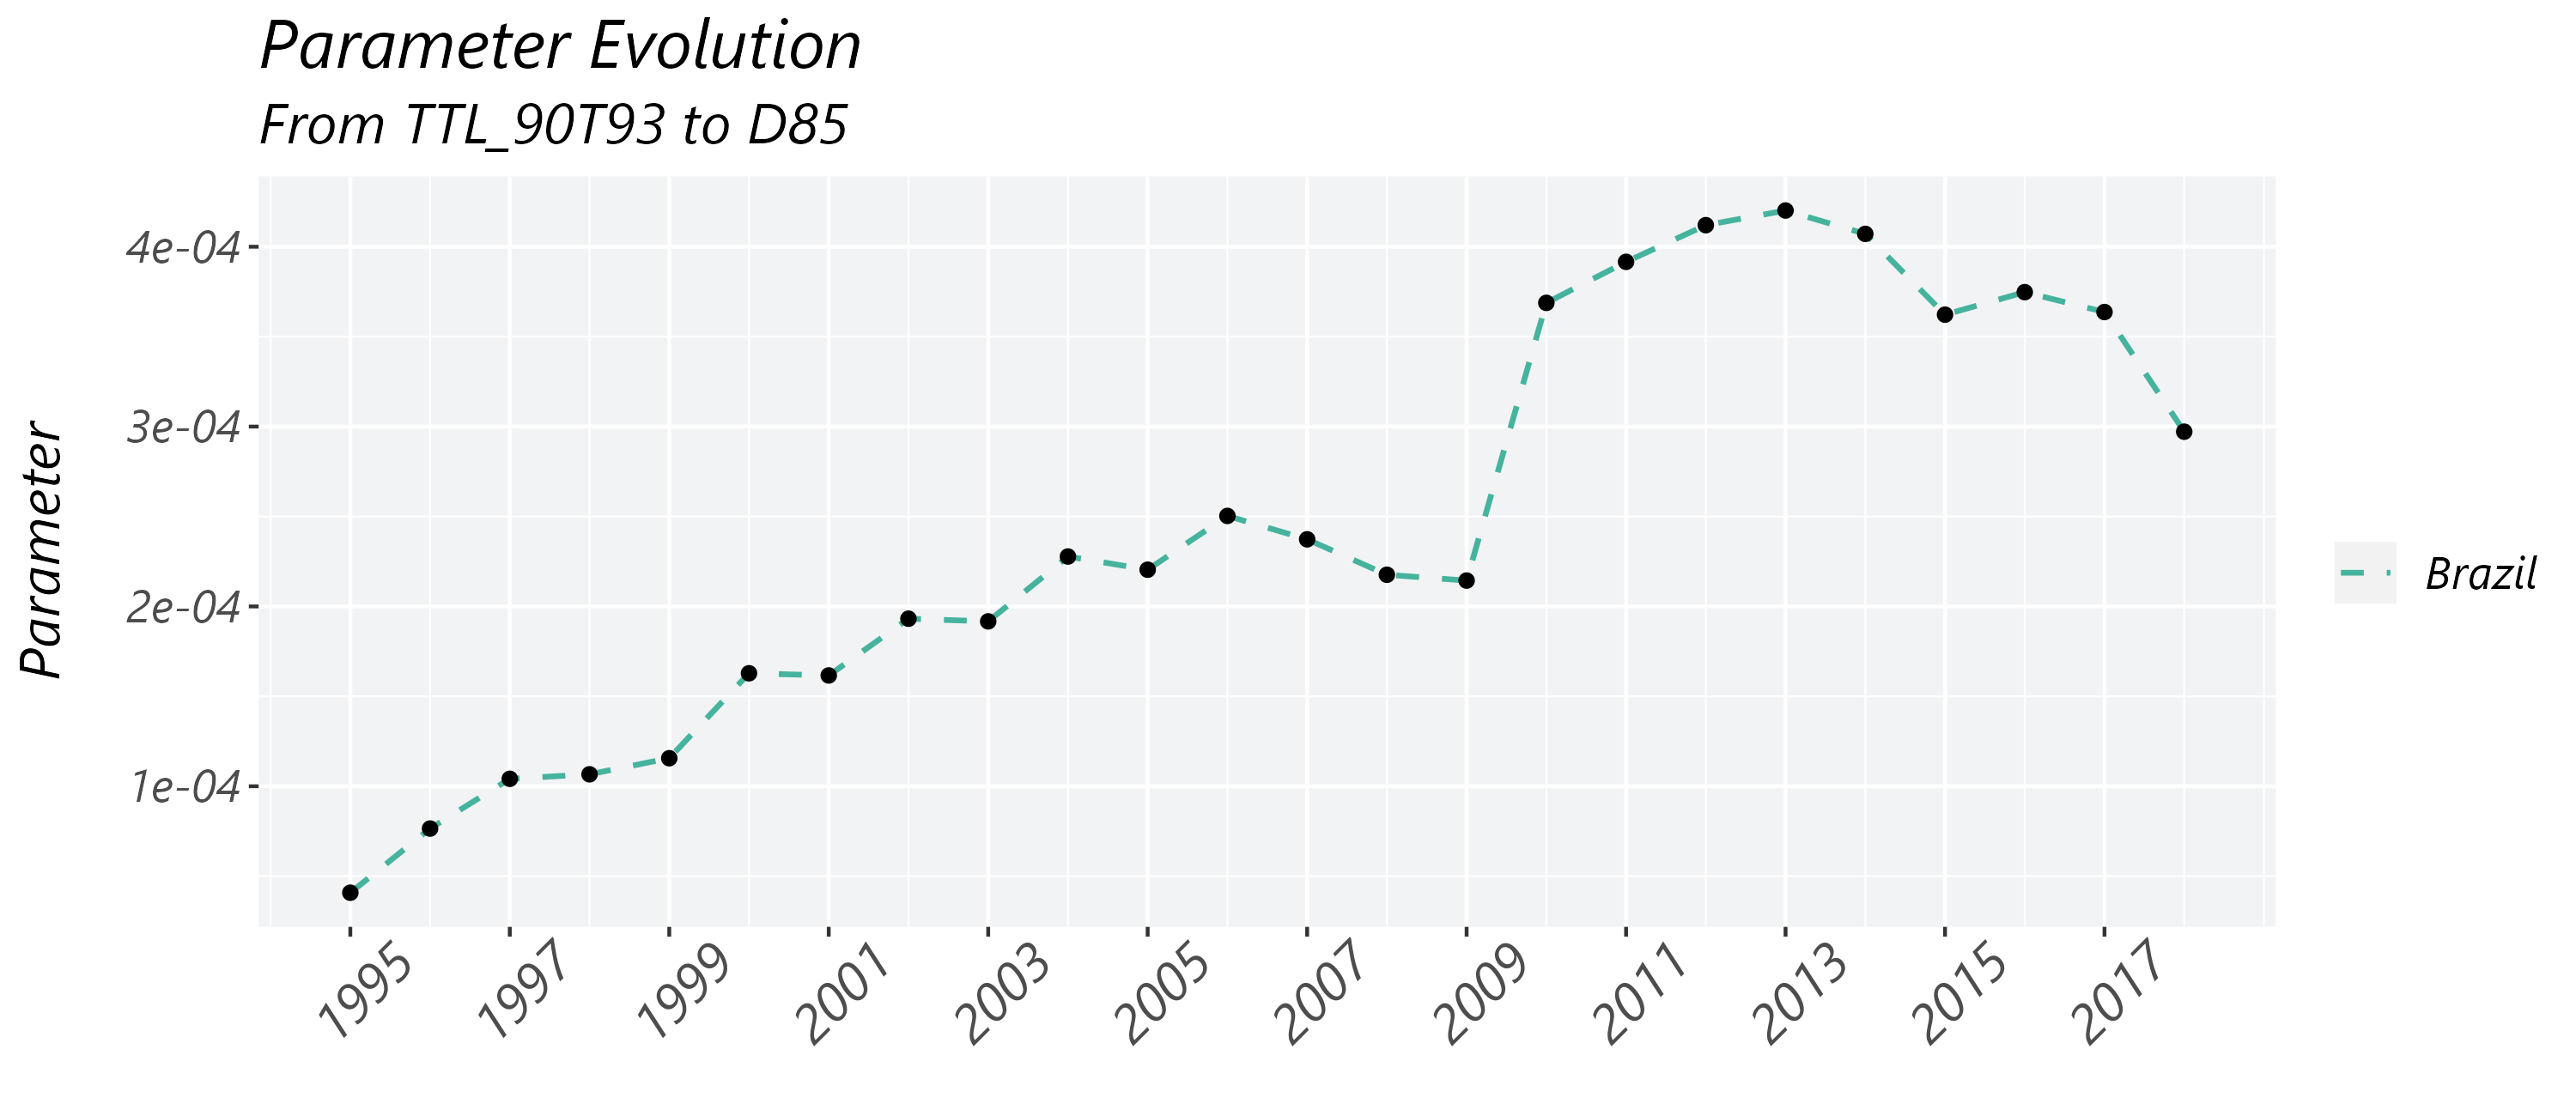 Parameter Evolution
From TTL_90T93 to D85
Parameter
4e-04
3e-04
2e-04
1e-04
1995
1997
1999
2001
2003
2005
2007
2009
2011
2013
2015
2017
Brazil